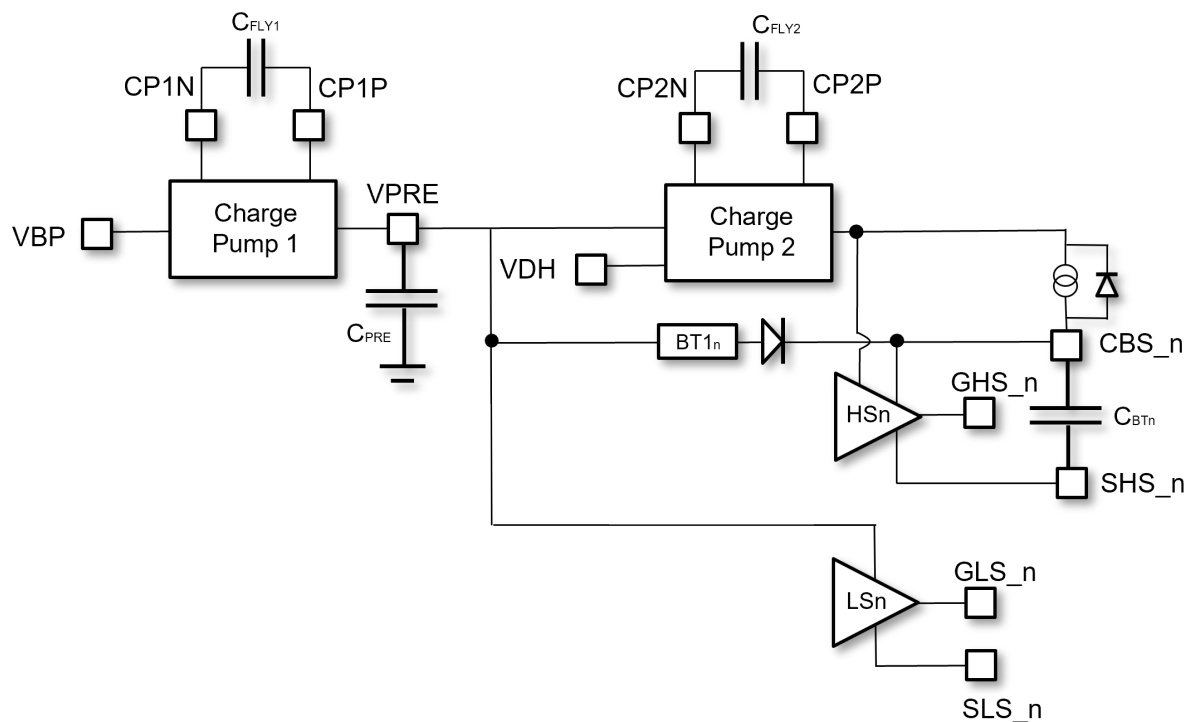 CFLY1
CFLY2
CP1N
CP1P
CP2N
CP2P
VBP
Charge
Pump 1
VPRE
Charge
Pump 2
VDH
CPRE
BT1n
CBS_n
GHS_n
HSn
CBTn
SHS_n
GLS_n
LSn
SLS_n